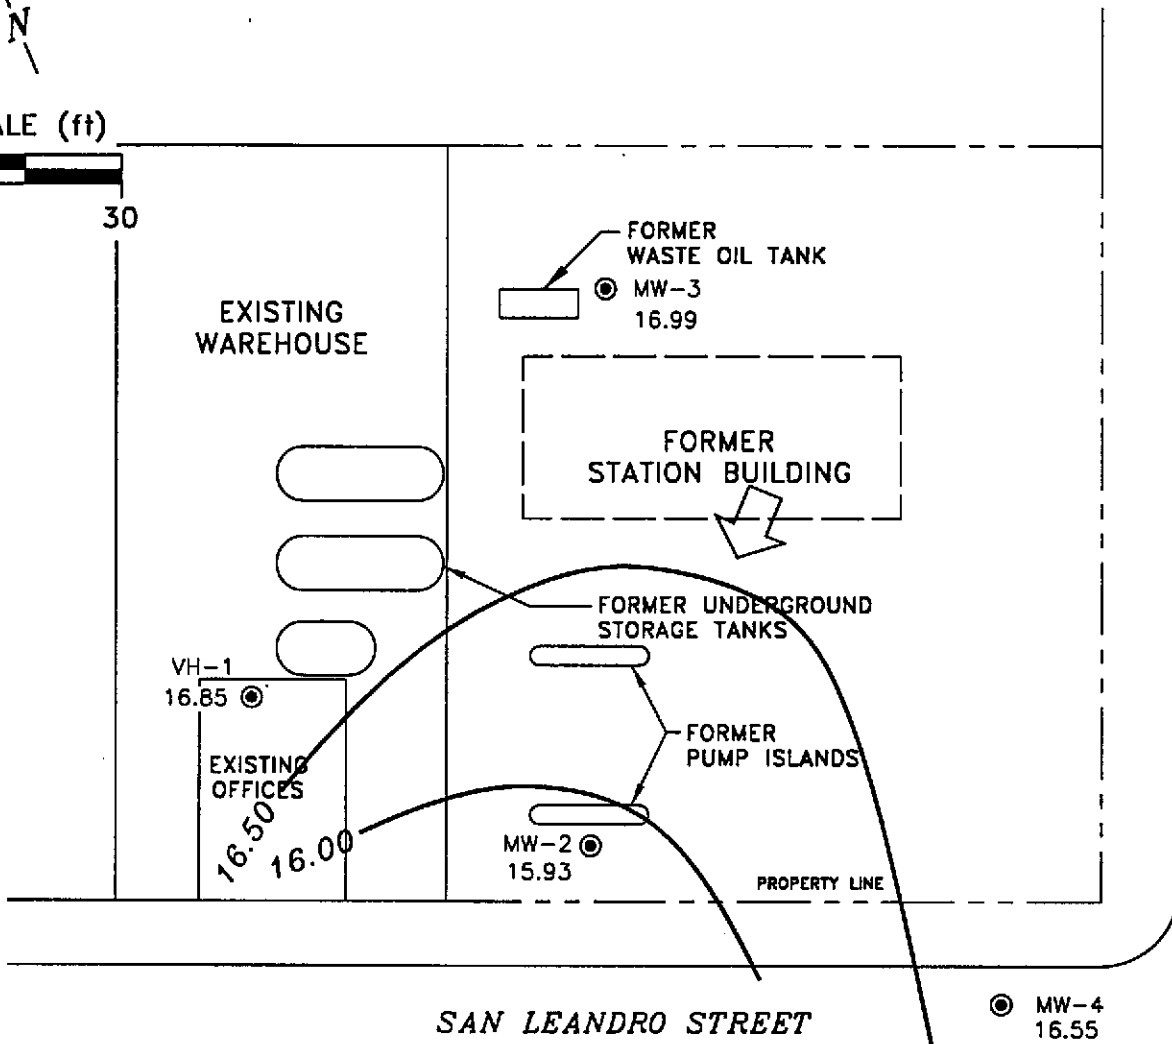 N
ALE (ft)
30
FORMER
WASTE OIL TANK
MW-3
16.99
EXISTING
WAREHOUSE
FORMER
STATION BUILDING
FORMER UNDERGROUND
STORAGE TANKS
VH-1
16.85
FORMER
PUMP ISLANDS
EXISTING
OFFICES
16.50
16.00
MW-2
15.93
PROPERTY LINE
SAN LEANDRO STREET
MW-4
16.55